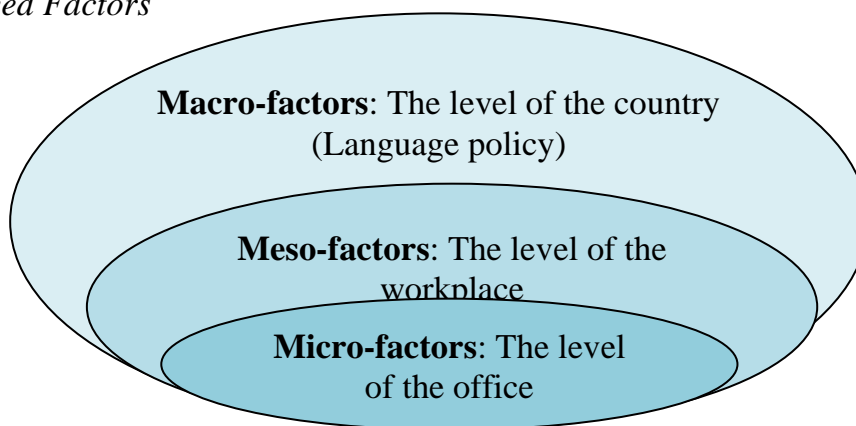 Factors
Macro-factors: The level of the country
(Language policy)
Meso-factors: The level of the
workplace
Micro-factors: The level
of the office